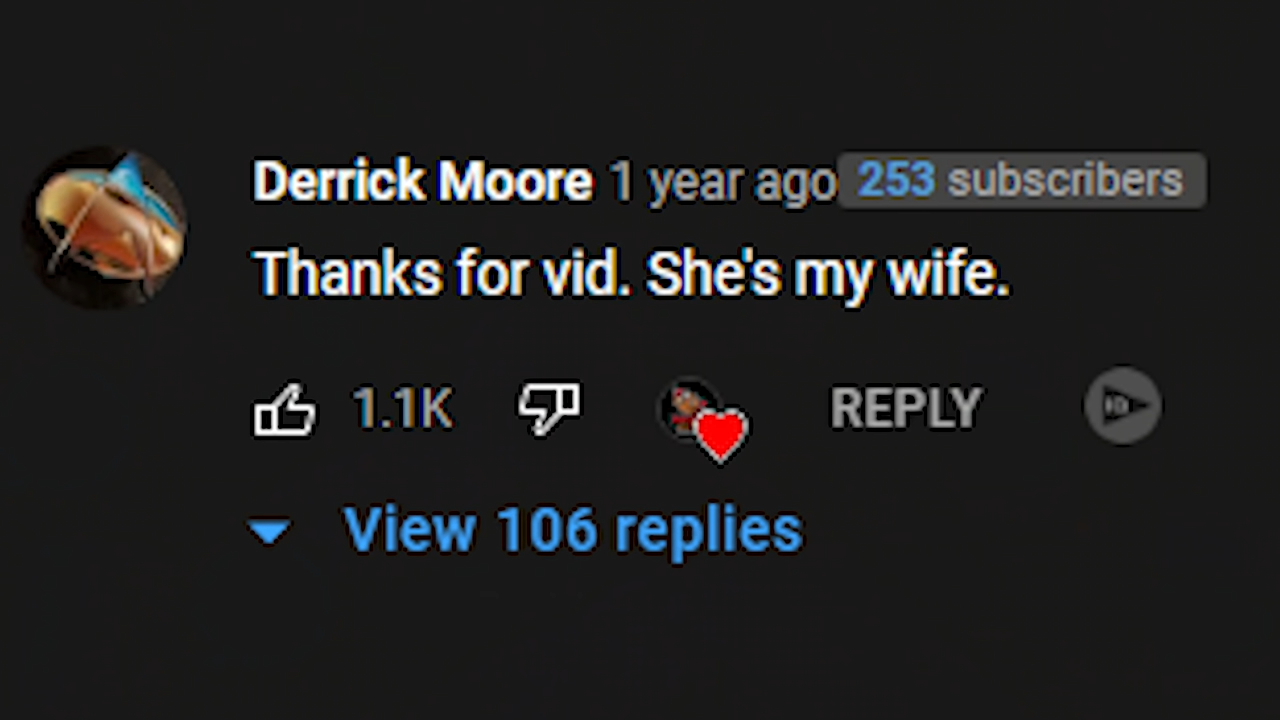 Derrick Moore 1 year ago 253 subscribers
Thanks for vid. She's my wife.
1.1K REPLY
View 106 replies